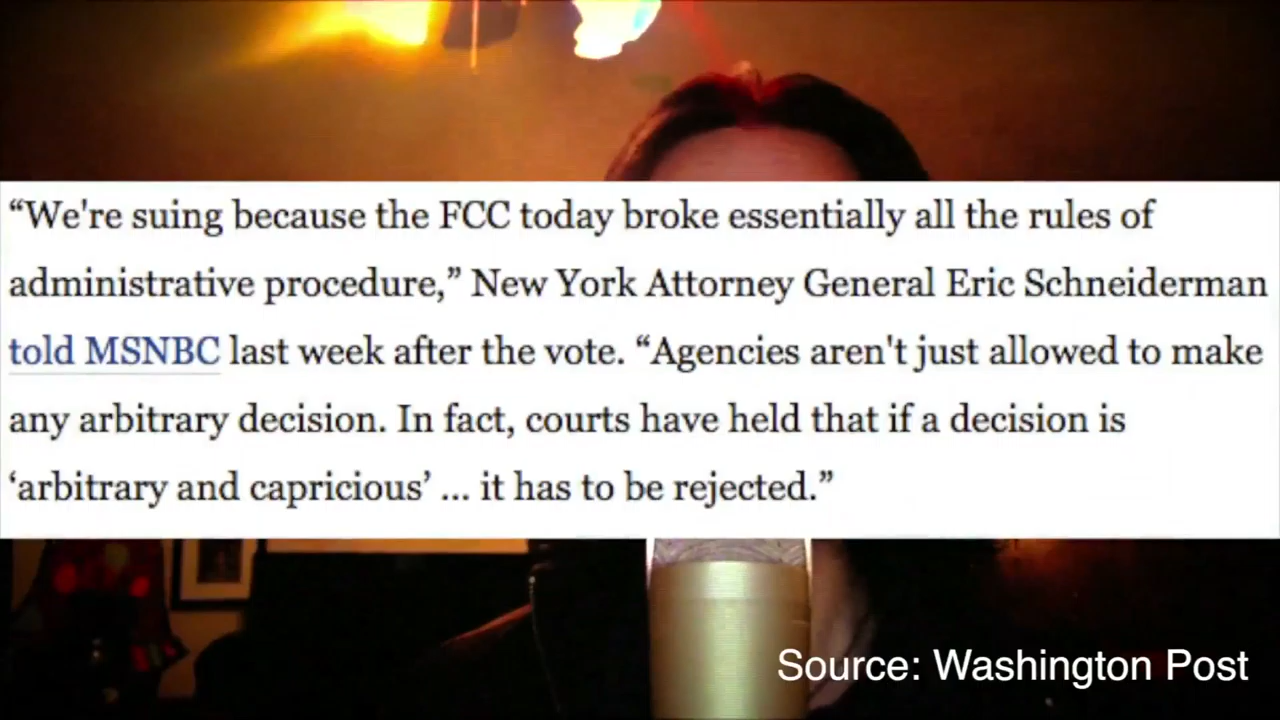 “We're suing because the FCC today broke essentially all the rules of
administrative procedure,” New York Attorney General Eric Schneiderman
told MSNBC last week after the vote. “Agencies aren't just allowed to make
any arbitrary decision. In fact, courts have held that if a decision is
‘arbitrary and capricious’ ... it has to be rejected.”
Source: Washington Post